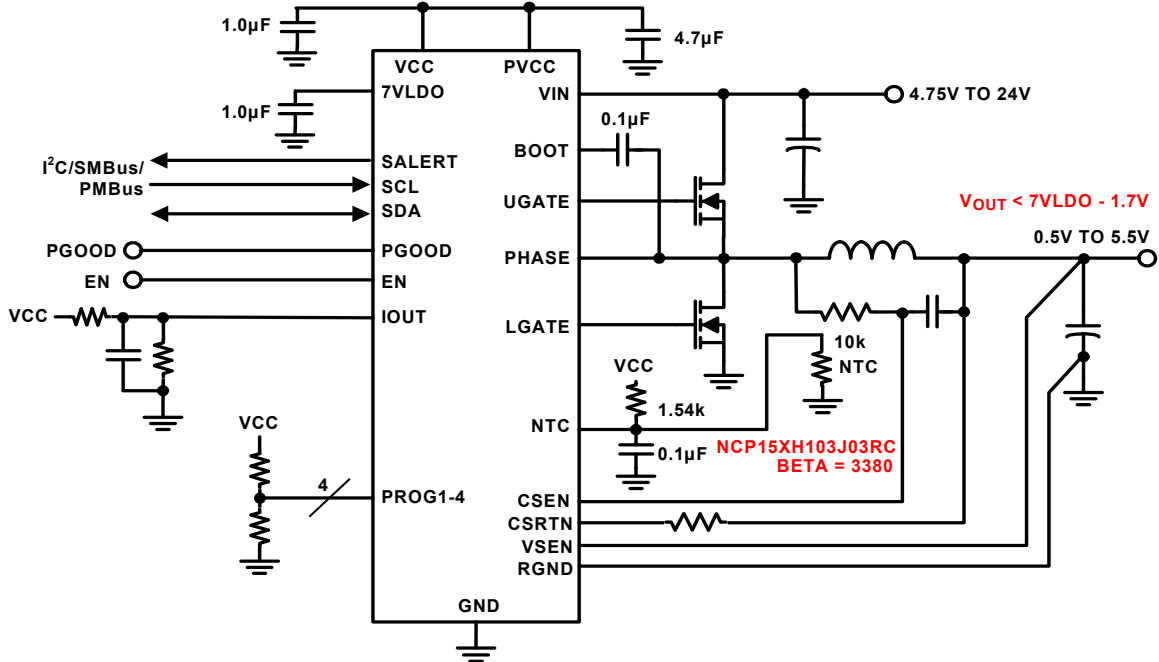 1.0µF
4.7µF
VCC
PVCC
7VLDO
VIN
4.75V TO 24V
1.0µF
0.1µF
BOOT
I²C/SMBus/
PMBus
SALERT
SCL
SDA
UGATE
V_OUT < 7VLDO - 1.7V
0.5V TO 5.5V
PGOOD
PGOOD
PHASE
EN
EN
VCC
IOUT
LGATE
10k
NTC
VCC
1.54k
NTC
0.1µF
NCP15XH103J03RC
BETA = 3380
VCC
4
PROG1-4
CSEN
CSRTN
VSEN
RGND
GND